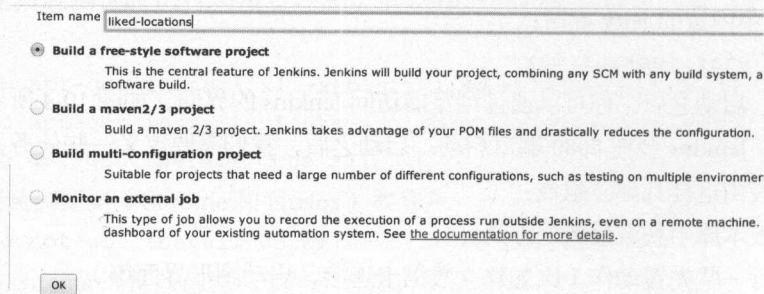 Item name liked-locations
Build a free-style software project
This is the central feature of Jenkins. Jenkins will build your project, combining any SCM with any build system, a
software build.
Build a maven2/3 project
Build a maven 2/3 project. Jenkins takes advantage of your POM files and drastically reduces the configuration.
Build multi-configuration project
Suitable for projects that need a large number of different configurations, such as testing on multiple environmer
Monitor an external job
This type of job allows you to record the execution of a process run outside Jenkins, even on a remote machine.
dashboard of your existing automation system. See the documentation for more details.
OK